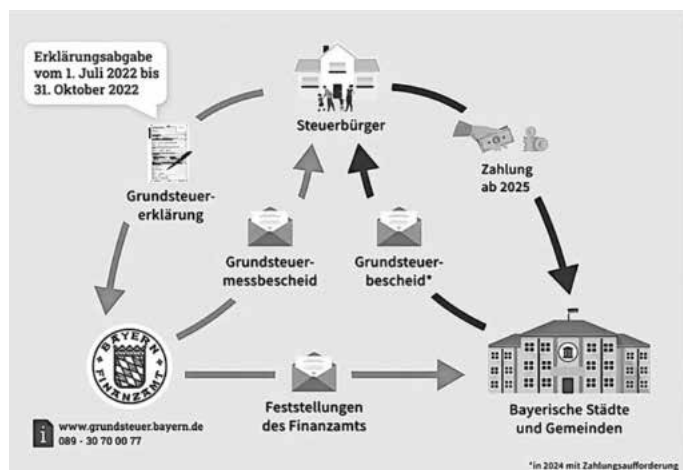 Erklärungsabgabe
vom 1. Juli 2022 bis
31. Oktober 2022
Steuerbürger
Grundsteuer-
erklärung
Zahlung
ab 2025
Grundsteuer-
messbescheid
Grundsteuer-
bescheid*
BAYERN
FINANZAMT
Feststellungen
des Finanzamts
Bayerische Städte
und Gemeinden
www.grundsteuer.bayern.de
089 - 30 70 00 77
*in 2024 mit Zahlungsaufforderung